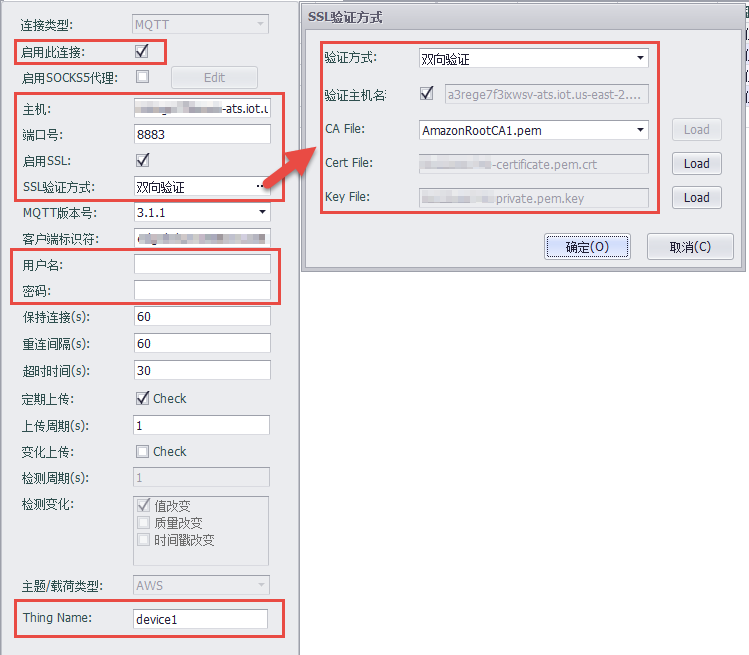 连接类型: MQTT
启用此连接:
启用SOCKS5代理: Edit
主机: -ats.iot.u
端口号: 8883
启用SSL:
SSL验证方式: 双向验证 ...
MQTT版本号: 3.1.1
客户端标识符:
用户名:
密码:
保持连接(s): 60
重连间隔(s): 60
超时时间(s): 30
定期上传: Check
上传周期(s): 1
变化上传: Check
检测周期(s): 1
检测变化: 值改变
质量改变
时间戳改变
主题/载荷类型: AWS
Thing Name: device1
SSL验证方式
验证方式: 双向验证
验证主机名: a3rege7f3ixwsv-ats.iot.us-east-2....
CA File: AmazonRootCA1.pem Load
Cert File: -certificate.pem.crt Load
Key File: private.pem.key Load
确定(O) 取消(C)